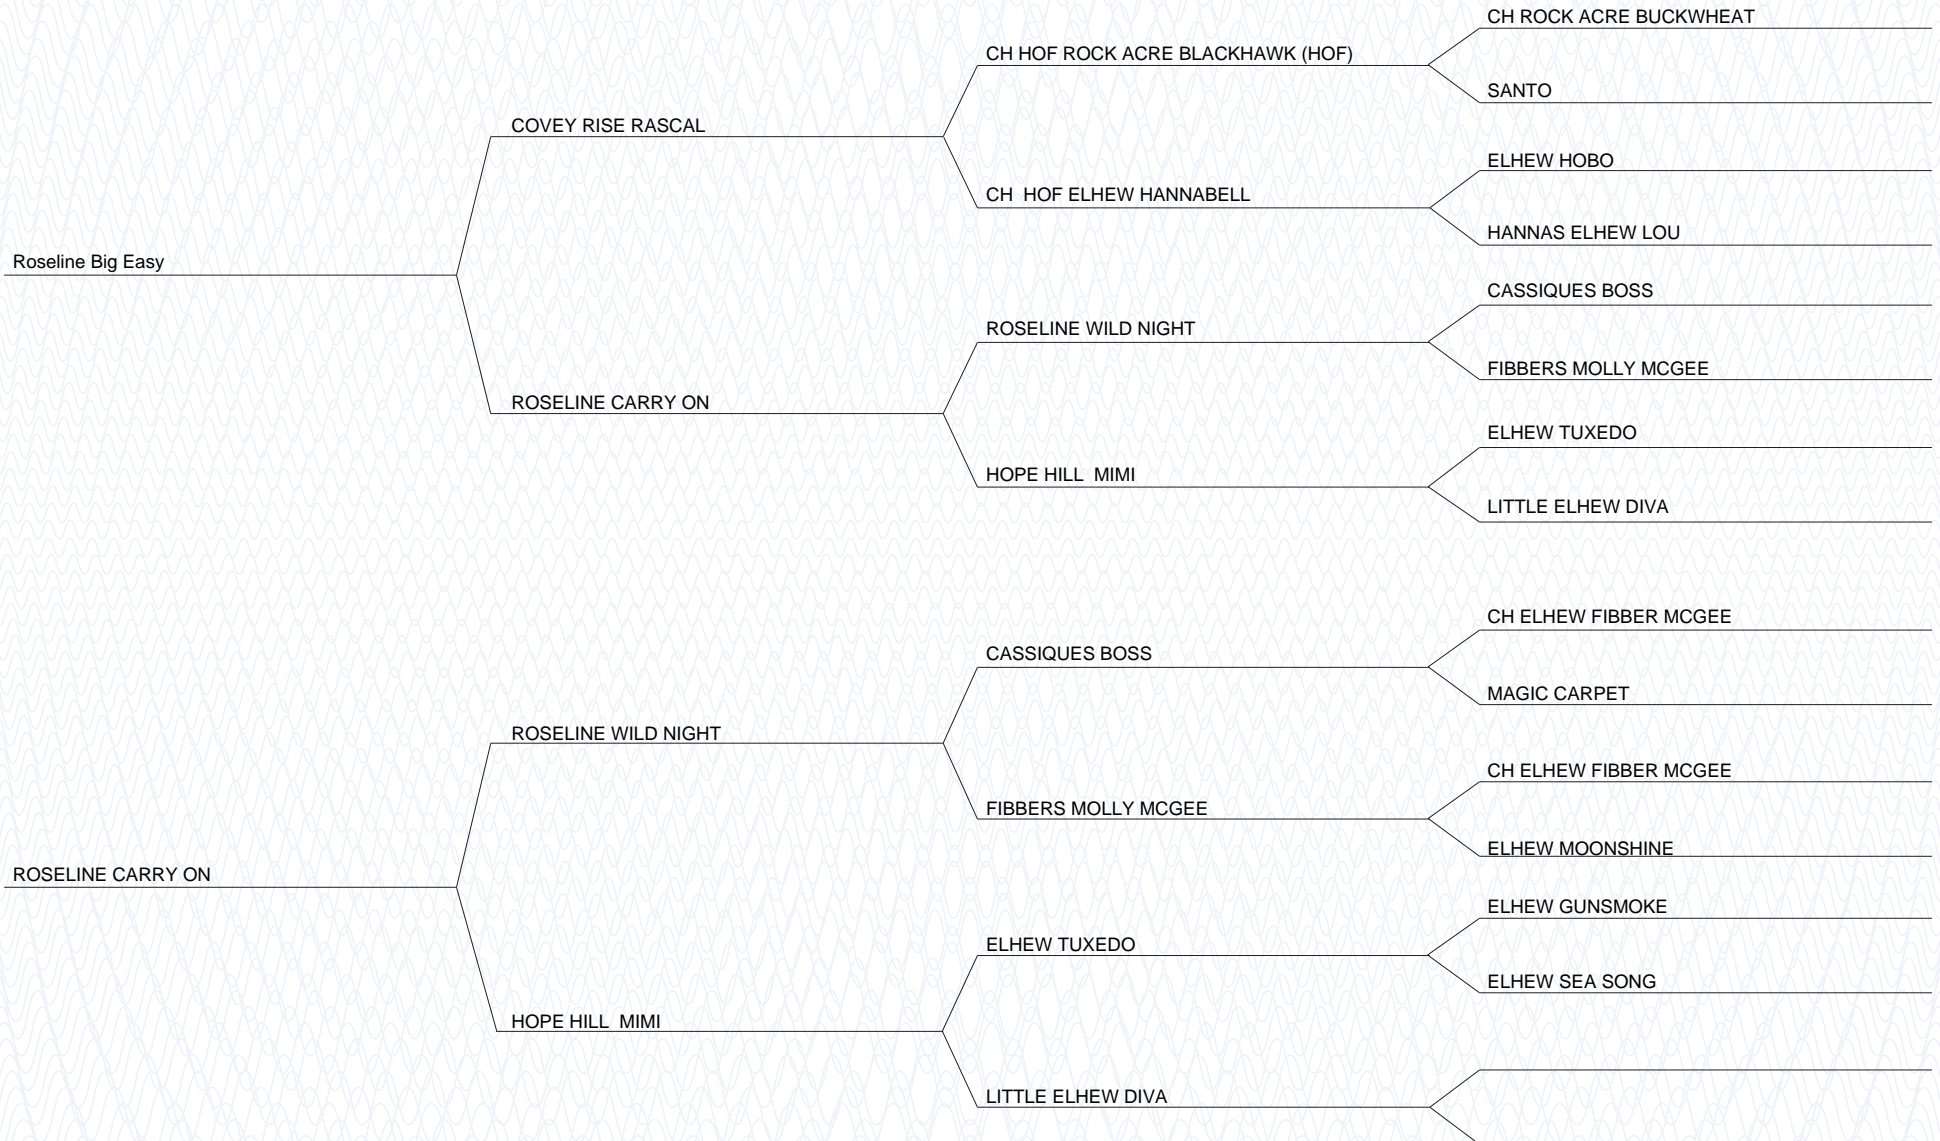 CH ROCK ACRE BUCKWHEAT
CH HOF ROCK ACRE BLACKHAWK (HOF)
SANTO
COVEY RISE RASCAL
ELHEW HOBO
CH  HOF ELHEW HANNABELL
HANNAS ELHEW LOU
Roseline Big Easy
CASSIQUES BOSS
ROSELINE WILD NIGHT
FIBBERS MOLLY MCGEE
ROSELINE CARRY ON
ELHEW TUXEDO
HOPE HILL  MIMI
LITTLE ELHEW DIVA
CH ELHEW FIBBER MCGEE
CASSIQUES BOSS
MAGIC CARPET
ROSELINE WILD NIGHT
CH ELHEW FIBBER MCGEE
FIBBERS MOLLY MCGEE
ELHEW MOONSHINE
ROSELINE CARRY ON
ELHEW GUNSMOKE
ELHEW TUXEDO
ELHEW SEA SONG
HOPE HILL  MIMI
LITTLE ELHEW DIVA